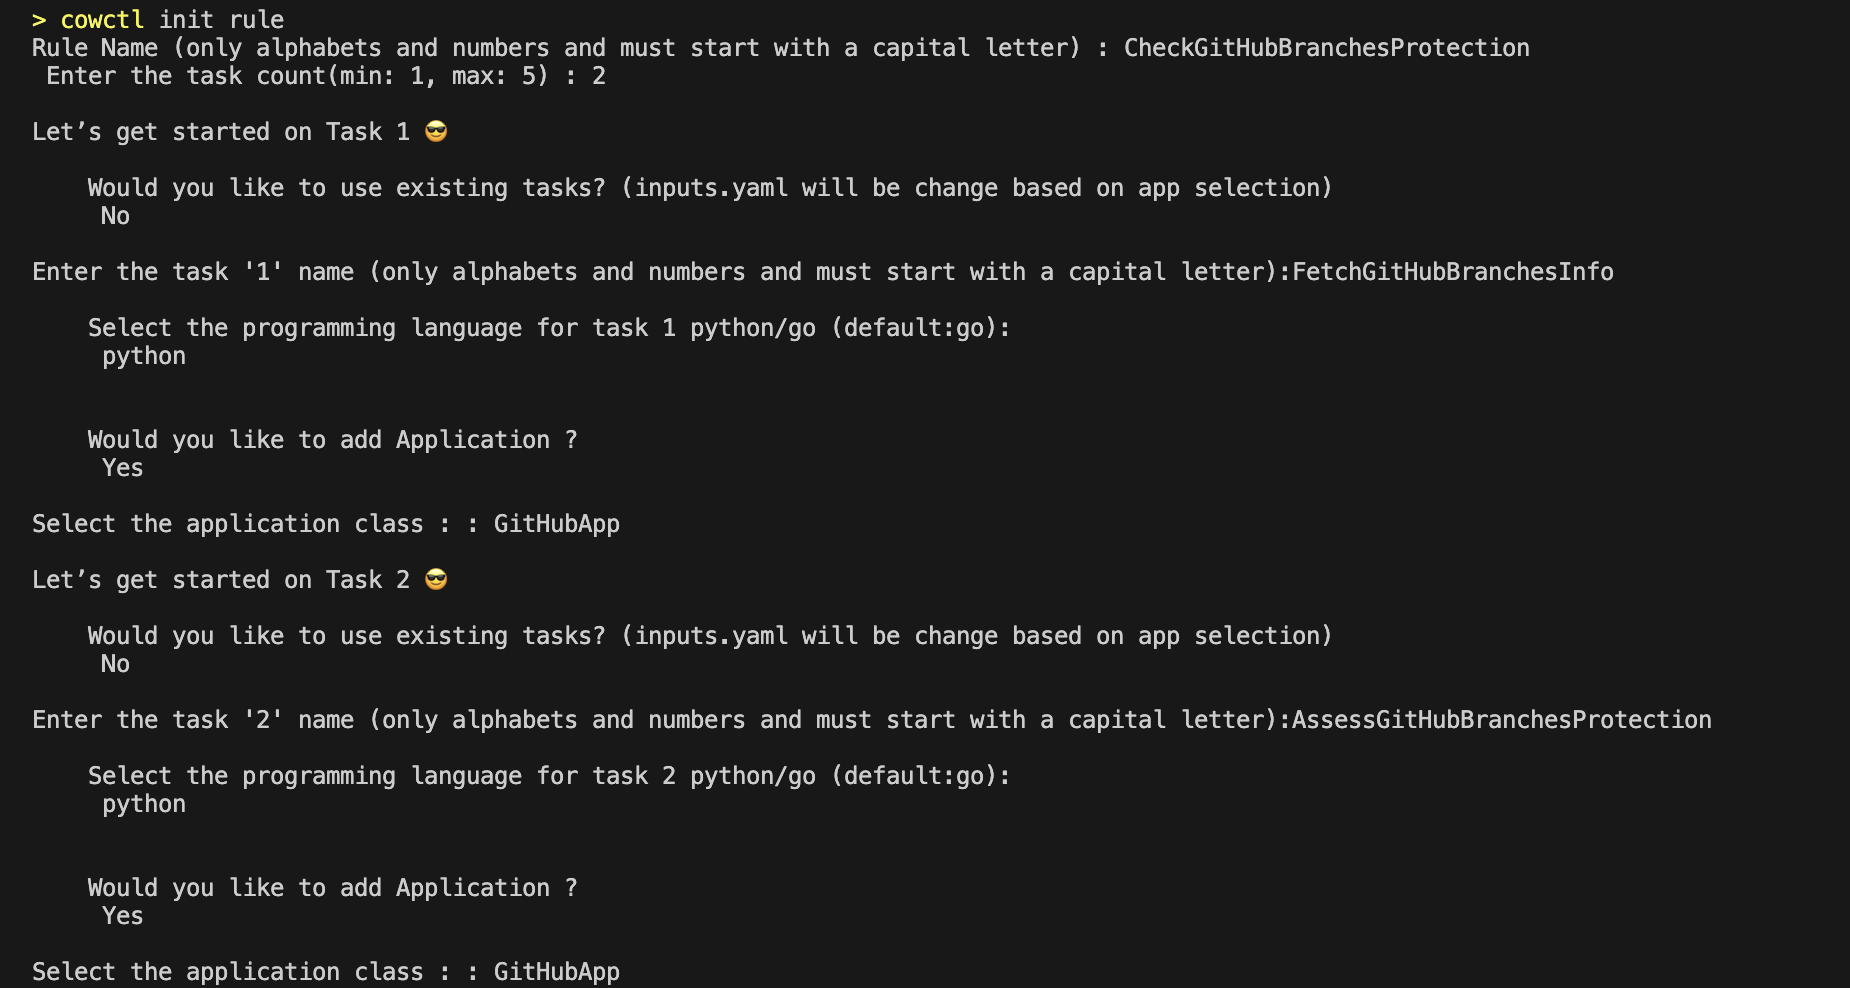 > cowctl init rule
Rule Name (only alphabets and numbers and must start with a capital letter) : CheckGitHubBranchesProtection
Enter the task count(min: 1, max: 5) : 2
Let’s get started on Task 1 😎
Would you like to use existing tasks? (inputs.yaml will be change based on app selection)
No
Enter the task '1' name (only alphabets and numbers and must start with a capital letter):FetchGitHubBranchesInfo
Select the programming language for task 1 python/go (default:go):
python
Would you like to add Application ?
Yes
Select the application class : : GitHubApp
Let’s get started on Task 2 😎
Would you like to use existing tasks? (inputs.yaml will be change based on app selection)
No
Enter the task '2' name (only alphabets and numbers and must start with a capital letter):AssessGitHubBranchesProtection
Select the programming language for task 2 python/go (default:go):
python
Would you like to add Application ?
Yes
Select the application class : : GitHubApp